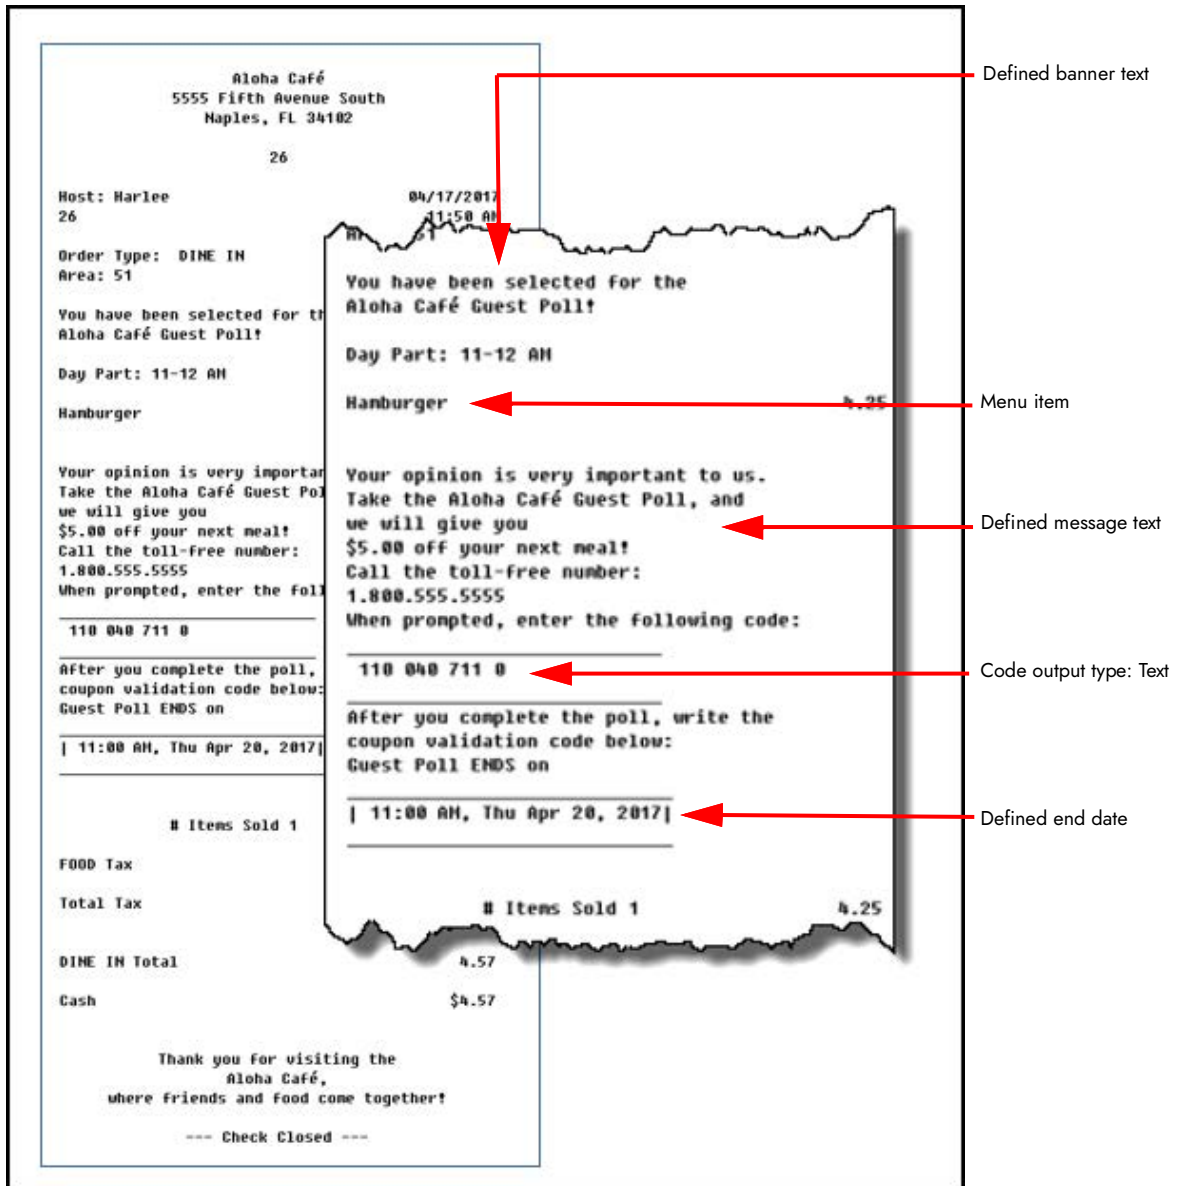 Aloha Café
5555 Fifth Avenue South
Naples, FL 34102
26
Host: Harlee 04/17/2017
26 11:50 AM
Order Type: DINE IN
Area: 51
You have been selected for th
Aloha Café Guest Poll!
Day Part: 11-12 AM
Hamburger
Your opinion is very importan
Take the Aloha Café Guest Pol
we will give you
$5.00 off your next meal!
Call the toll-free number:
1.800.555.5555
When prompted, enter the foll
110 040 711 0
After you complete the poll,
coupon validation code below:
Guest Poll ENDS on
| 11:00 AM, Thu Apr 20, 2017|
# Items Sold 1
FOOD Tax
Total Tax
DINE IN Total 4.57
Cash $4.57
Thank you for visiting the
Aloha Café,
where friends and food come together!
--- Check Closed ---
You have been selected for the
Aloha Café Guest Poll!
Day Part: 11-12 AM
Hamburger 4.25
Your opinion is very important to us.
Take the Aloha Café Guest Poll, and
we will give you
$5.00 off your next meal!
Call the toll-free number:
1.800.555.5555
When prompted, enter the following code:
110 040 711 0
After you complete the poll, write the
coupon validation code below:
Guest Poll ENDS on
| 11:00 AM, Thu Apr 20, 2017|
# Items Sold 1 4.25
Defined banner text
Menu item
Defined message text
Code output type: Text
Defined end date